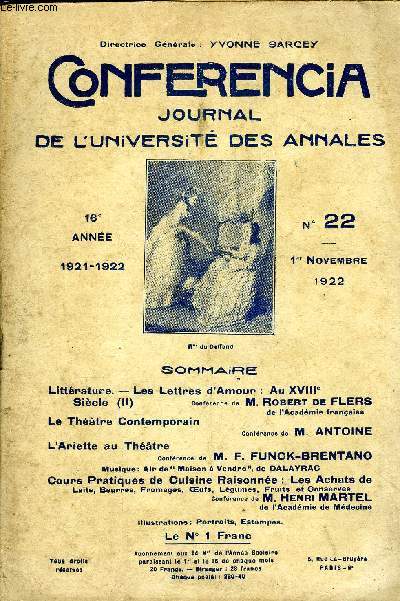 Directrice Générale : YVONNE SARCEY
CONFERENCiA
JOURNAL
DE L'UNiVERSiTÉ DES ANNALES
16e
ANNÉE
1921-1922
N° 22
1er NOVEMBRE
1922
Mme du Deffand
SOMMAiRE
Littérature. — Les Lettres d'Amour : Au XVIIIe
Siècle (II) Conférence de M. ROBERT DE FLERS
de l'Académie française
Le Théâtre Contemporain
Conférence de M. ANTOINE
L'Ariette au Théâtre
Conférence de M. F. FUNCK-BRENTANO
Musique : Air de "Maison à Vendre", de DALAYRAC
Cours Pratiques de Cuisine Raisonnée : Les Achats de
Laits, Beurres, Fromages, Œufs, Légumes, Fruits et Conserves
Conférence de M. HENRI MARTEL
de l'Académie de Médecine
Illustrations : Portraits, Estampes.
Le N° 1 Franc
Tous droits
réservés
Abonnement aux 24 Nos de l'Année Scolaire
paraissant le 1er et le 15 de chaque mois
20 Francs. — Étranger : 28 francs
Chèque postal : 280-40
5, Rue La Bruyère
PARIS-9e
© Le-livre.com